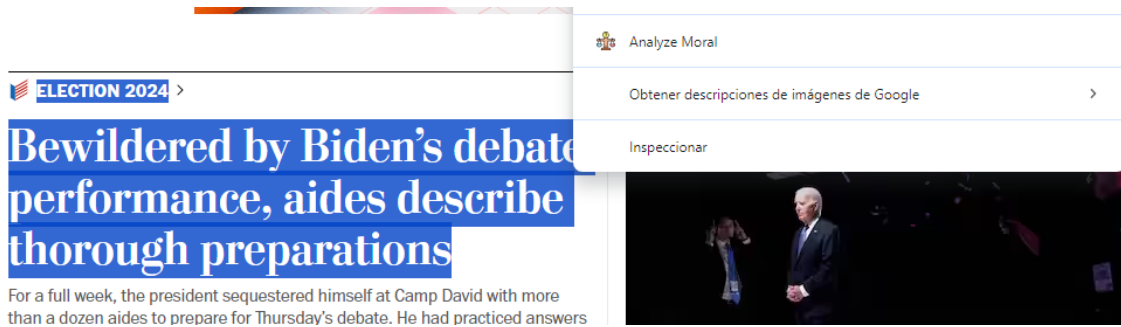 Analyze Moral
ELECTION 2024 >
Obtener descripciones de imágenes de Google >
Inspeccionar
Bewildered by Biden's debate
performance, aides describe
thorough preparations
For a full week, the president sequestered himself at Camp David with more
than a dozen aides to prepare for Thursday's debate. He had practiced answers